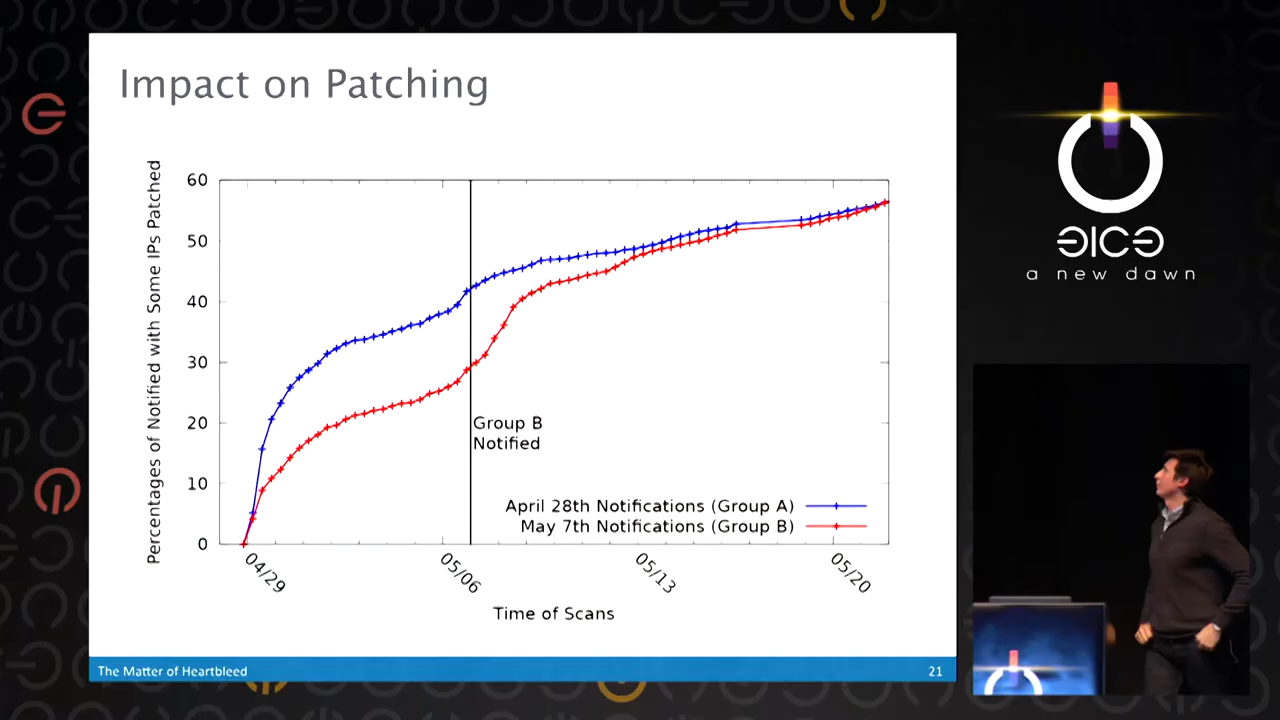 Impact on Patching
Percentages of Notified with Some IPs Patched
60
50
40
30
20
10
0
Group B
Notified
April 28th Notifications (Group A)
May 7th Notifications (Group B)
04/29
05/06
05/13
05/20
Time of Scans
The Matter of Heartbleed
21
a new dawn